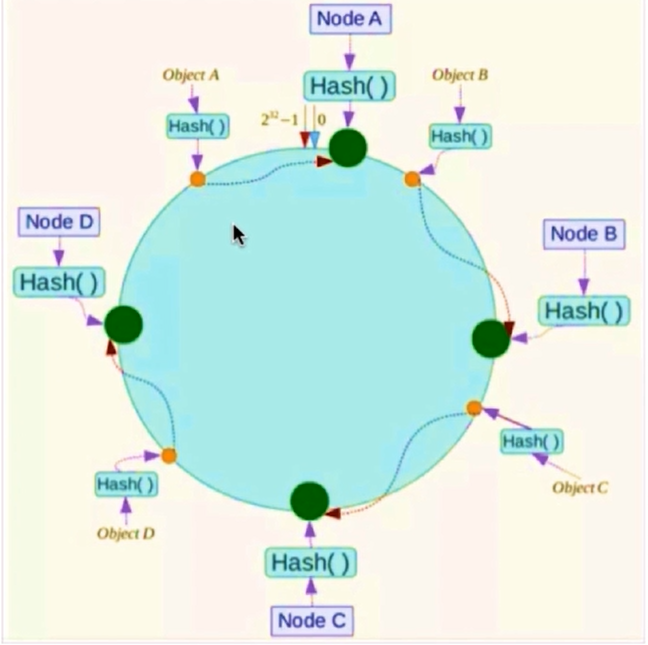 Node A
Hash( )
Object A
Hash( )
2³²−1 0
Object B
Hash( )
Node D
Hash( )
Node B
Hash( )
Hash( )
Object C
Hash( )
Object D
Hash( )
Node C